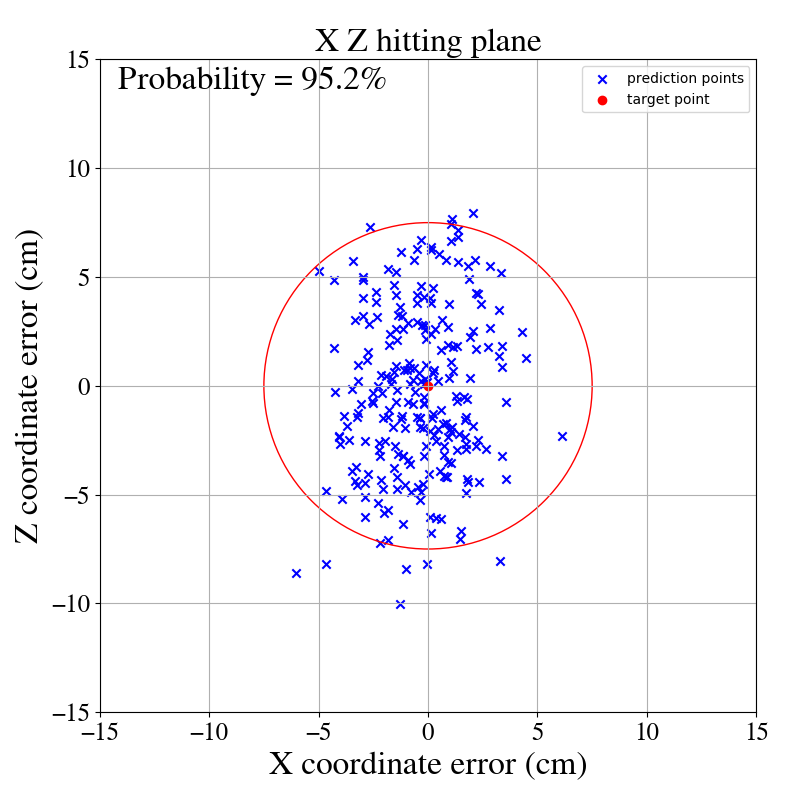 X Z hitting plane
Probability = 95.2%
prediction points
target point
15
10
5
0
−5
−10
−15
Z coordinate error (cm)
−15 −10 −5 0 5 10 15
X coordinate error (cm)